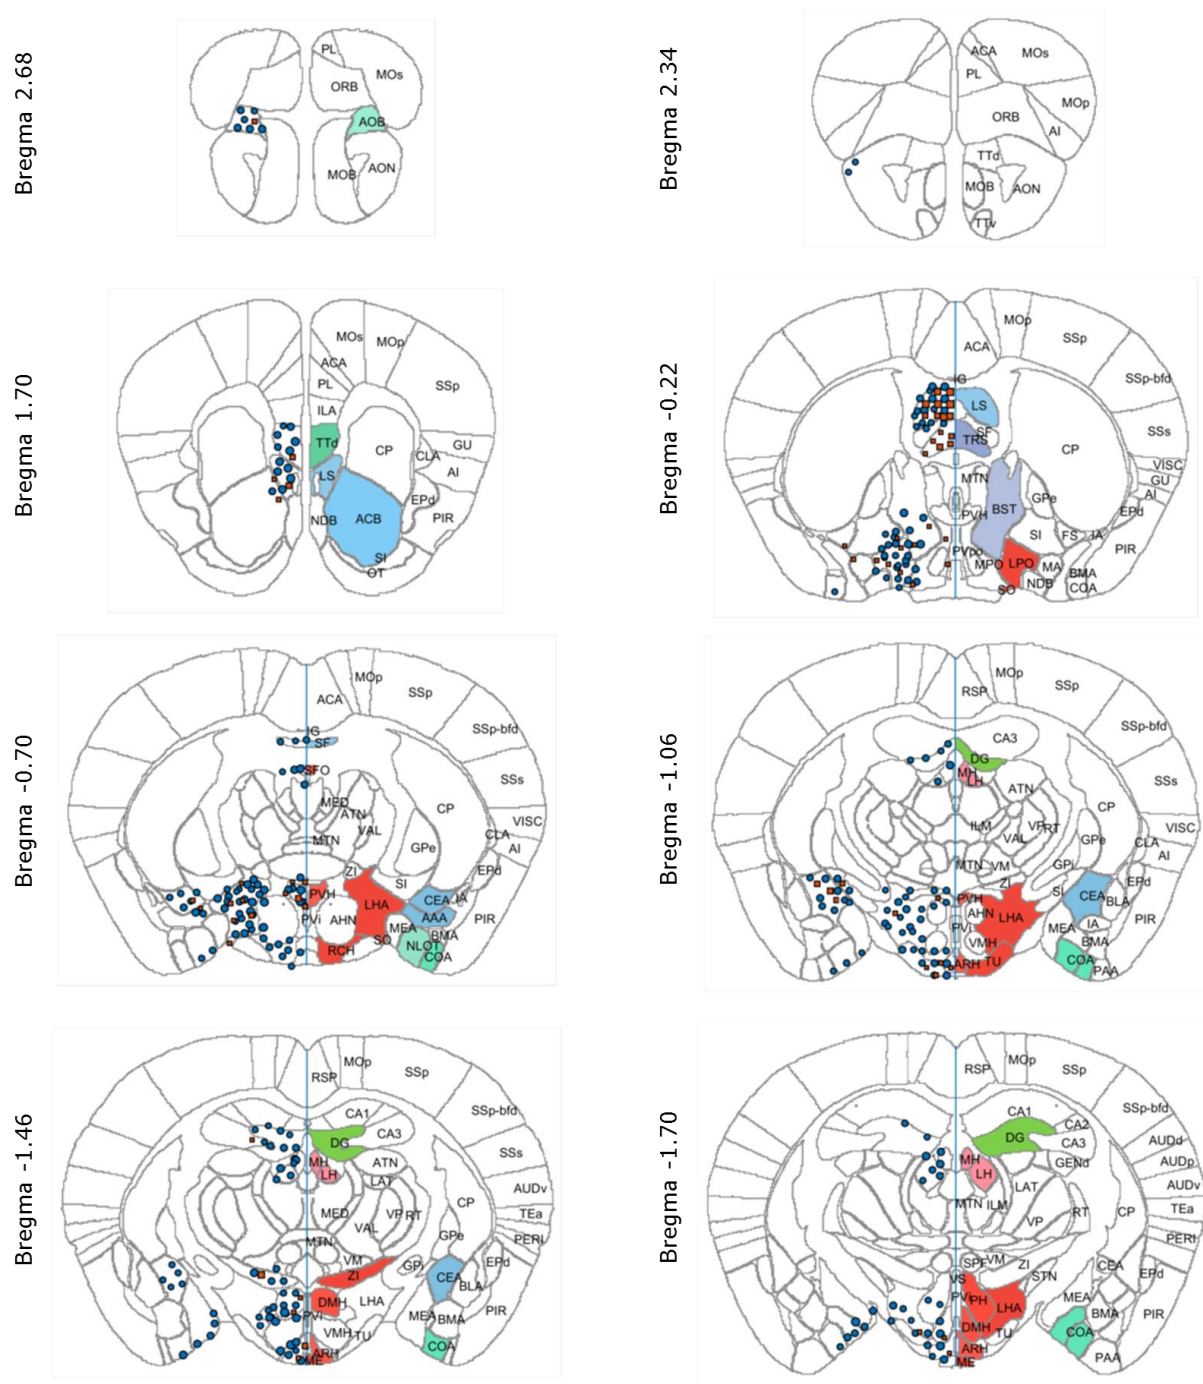 Bregma 2.68
PL
MOs
ORB
AOB
MOB
AON
Bregma 2.34
ACA
MOs
PL
MOp
ORB
AI
TTd
MOB
AON
TTv
Bregma 1.70
MOs
MOp
ACA
PL
SSp
ILA
TTd
CP
GU
CLA
AI
LS
EPd
NDB
ACB
PIR
SI
OT
Bregma -0.22
MOp
SSp
ACA
IG
SSp-bfd
LS
SF
SSs
TRS
CP
VISC
MTN
GU
GPe
AI
BST
EPd
PVH
SI
FS
IA
PIR
PVpo
MPO
LPO
MA
BMA
NDB
COA
SO
Bregma -0.70
MOp
ACA
SSp
SSp-bfd
IG
SF
SFO
SSs
MED
ATN
CP
VISC
VAL
CLA
MTN
GPe
AI
ZI
EPd
SI
PVH
LHA
CEA
IA
AAA
PVi
AHN
PIR
MEA
BMA
SO
NLOT
RCH
COA
Bregma -1.06
MOp
RSP
SSp
SSp-bfd
CA3
DG
MH
LH
SSs
ATN
CP
ILM
VP
RT
VISC
VAL
CLA
GPe
AI
MTN
VM
GPi
ZI
EPd
SI
PVH
CEA
BLA
AHN
LHA
PIR
PVi
MEA
IA
VMH
BMA
ARH
TU
COA
PAA
Bregma -1.46
MOp
RSP
SSp
SSp-bfd
CA1
DG
CA3
SSs
MH
ATN
LH
LAT
AUDv
CP
MED
VP
RT
TEa
VAL
GPe
MTN
PERI
VM
GPi
EPd
ZI
CEA
BLA
DMH
LHA
PVi
MEA
BMA
PIR
VMH
TU
ARH
COA
ME
Bregma -1.70
RSP
MOp
SSp
SSp-bfd
CA1
CA2
DG
CA3
AUDd
MH
GENd
AUDp
LH
LAT
AUDv
MTN
ILM
RT
CP
TEa
VP
PERI
SPF
VM
ZI
CEA
STN
EPd
VS
PVi
PH
LHA
MEA
BMA
PIR
DMH
TU
COA
ARH
PAA
ME